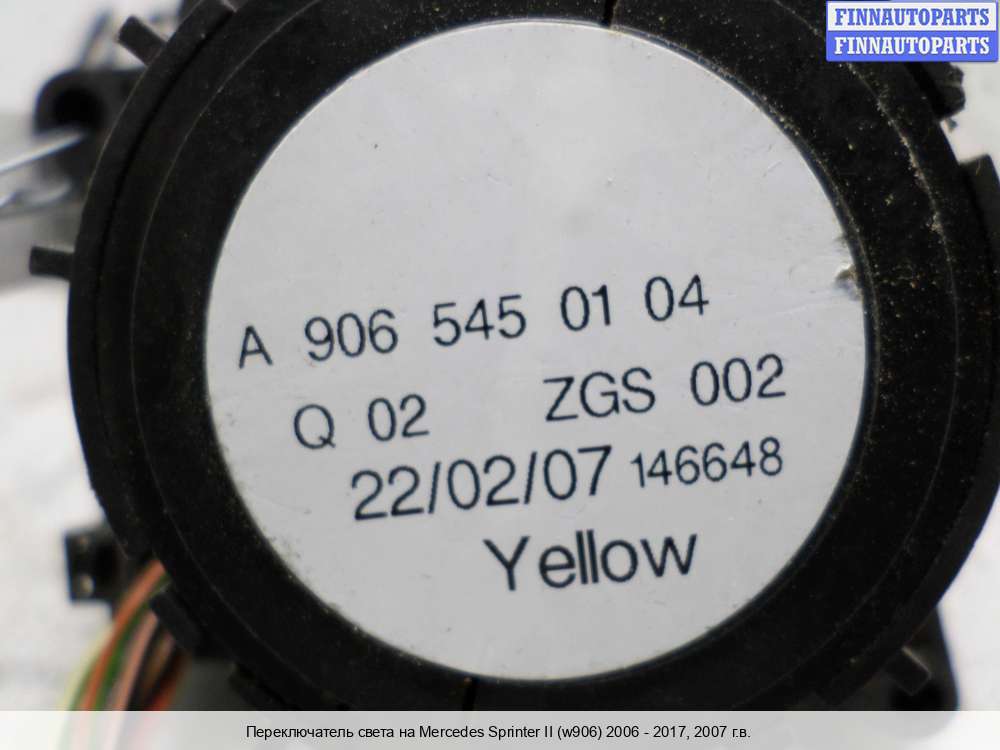 FINNAUTOPARTS
FINNAUTOPARTS
A 906 545 01 04
Q 02 ZGS 002
22/02/07 146648
Yellow
Переключатель света на Mercedes Sprinter II (w906) 2006 - 2017, 2007 г.в.